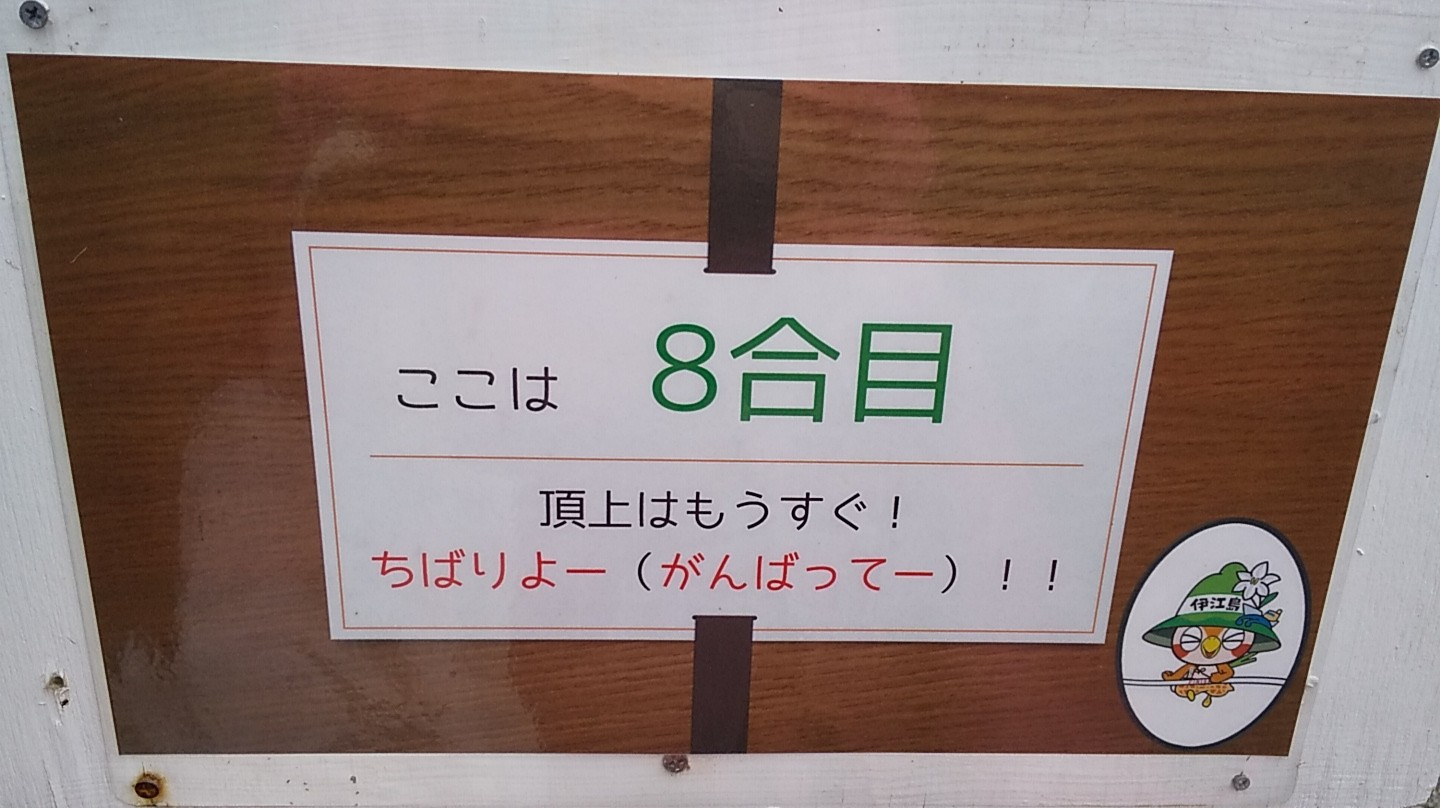 ここは 8合目
頂上はもうすぐ！
ちばりよー（がんばってー）！！
伊江島